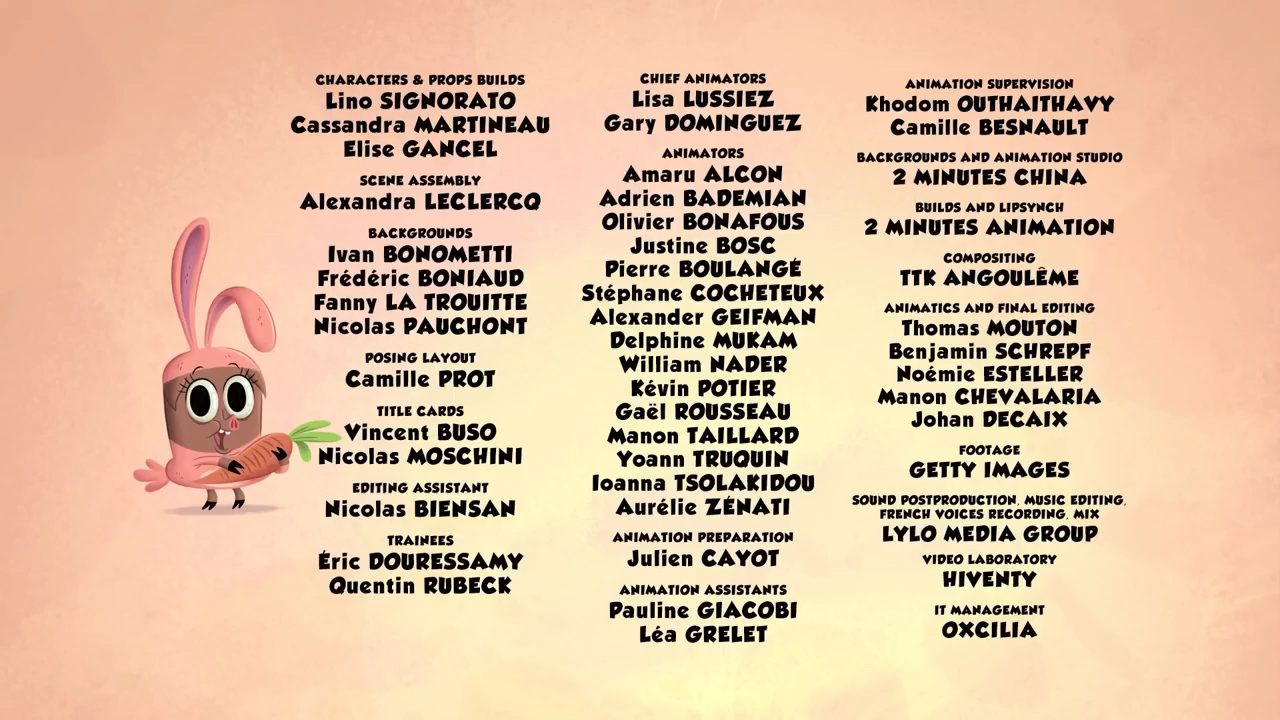 CHARACTERS & PROPS BUILDS
Lino SIGNORATO
Cassandra MARTINEAU
Elise GANCEL
SCENE ASSEMBLY
Alexandra LECLERCQ
BACKGROUNDS
Ivan BONOMETTI
Frédéric BONIAUD
Fanny LA TROUITTE
Nicolas PAUCHONT
POSING LAYOUT
Camille PROT
TITLE CARDS
Vincent BUSO
Nicolas MOSCHINI
EDITING ASSISTANT
Nicolas BIENSAN
TRAINEES
Éric DOURESSAMY
Quentin RUBECK
CHIEF ANIMATORS
Lisa LUSSIEZ
Gary DOMINGUEZ
ANIMATORS
Amaru ALCON
Adrien BADEMIAN
Olivier BONAFOUS
Justine BOSC
Pierre BOULANGÉ
Stéphane COCHETEUX
Alexander GEIFMAN
Delphine MUKAM
William NADER
Kévin POTIER
Gaël ROUSSEAU
Manon TAILLARD
Yoann TRUQUIN
Ioanna TSOLAKIDOU
Aurélie ZÉNATI
ANIMATION PREPARATION
Julien CAYOT
ANIMATION ASSISTANTS
Pauline GIACOBI
Léa GRELET
ANIMATION SUPERVISION
Khodom OUTHAITHAVY
Camille BESNAULT
BACKGROUNDS AND ANIMATION STUDIO
2 MINUTES CHINA
BUILDS AND LIPSYNCH
2 MINUTES ANIMATION
COMPOSITING
TTK ANGOULÊME
ANIMATICS AND FINAL EDITING
Thomas MOUTON
Benjamin SCHREPF
Noémie ESTELLER
Manon CHEVALARIA
Johan DECAIX
FOOTAGE
GETTY IMAGES
SOUND POSTPRODUCTION, MUSIC EDITING,
FRENCH VOICES RECORDING, MIX
LYLO MEDIA GROUP
VIDEO LABORATORY
HIVENTY
IT MANAGEMENT
OXCILIA